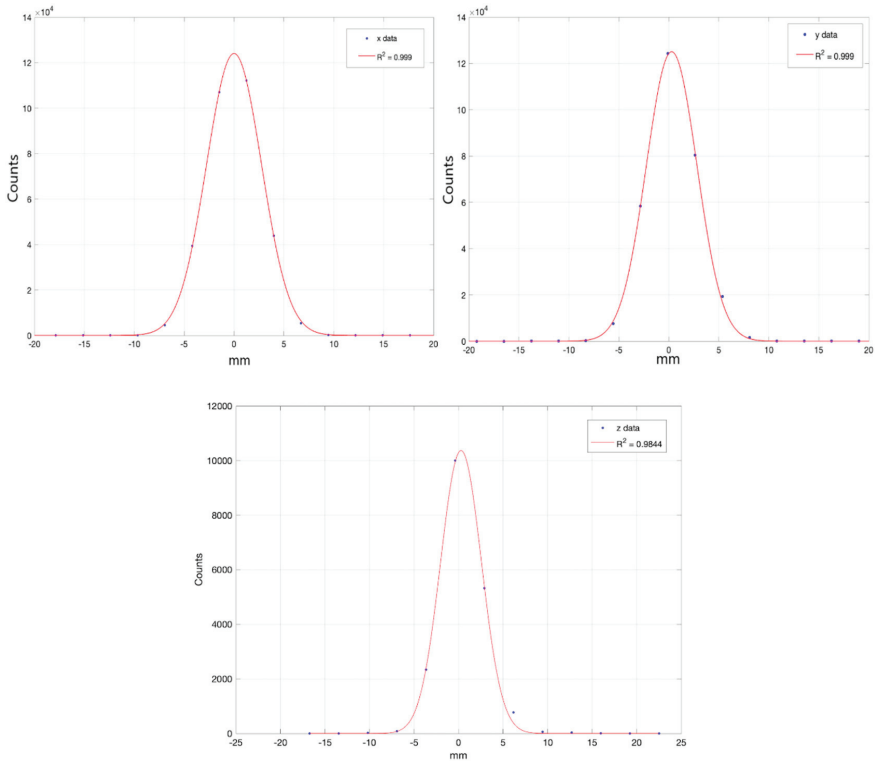 ×10⁴
14
12
10
8
6
4
2
0
Counts
x data
R² = 0.999
-20 -15 -10 -5 0 5 10 15 20
mm
×10⁴
14
12
10
8
6
4
2
0
Counts
y data
R² = 0.999
-20 -15 -10 -5 0 5 10 15 20
mm
12000
10000
8000
6000
4000
2000
0
Counts
z data
R² = 0.9844
-25 -20 -15 -10 -5 0 5 10 15 20 25
mm